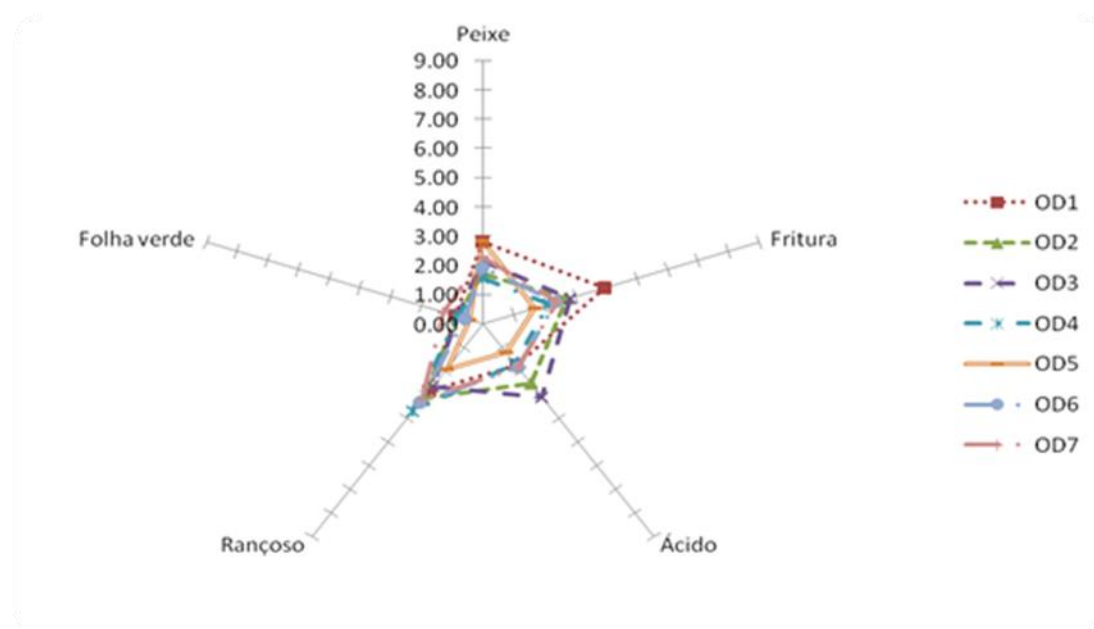 Peixe
9.00
8.00
7.00
6.00
5.00
4.00
3.00
2.00
1.00
0.00
Folha verde
Fritura
Rançoso
Ácido
OD1
OD2
OD3
OD4
OD5
OD6
OD7